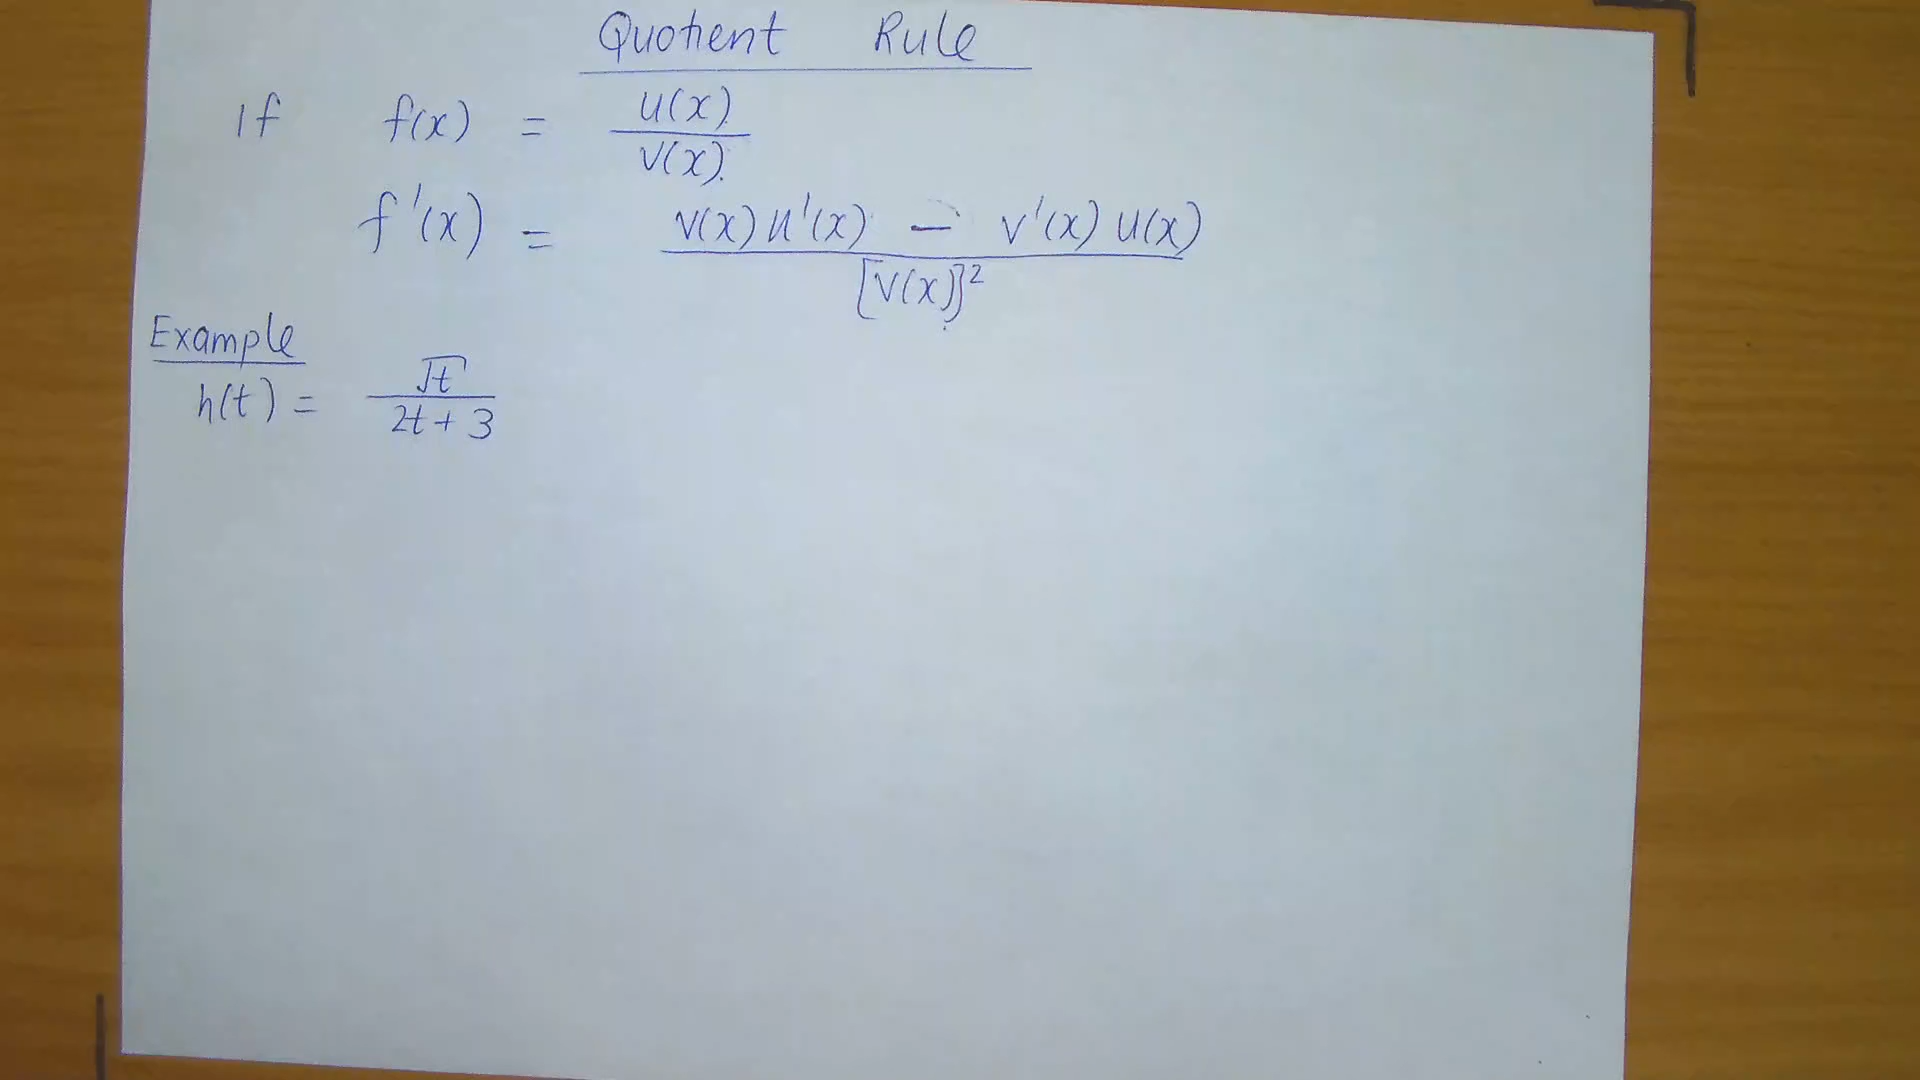 Quotient Rule
If f(x) = u(x) / v(x)
f'(x) = v(x) u'(x) - v'(x) u(x) / [v(x)]²
Example
h(t) = √t / 2t + 3